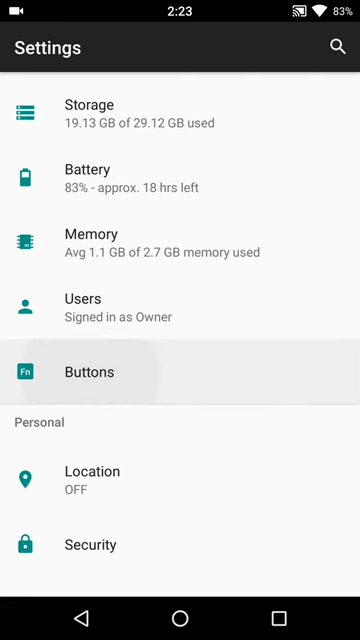 2:23
83%
Settings
Storage
19.13 GB of 29.12 GB used
Battery
83% - approx. 18 hrs left
Memory
Avg 1.1 GB of 2.7 GB memory used
Users
Signed in as Owner
Fn
Buttons
Personal
Location
OFF
Security